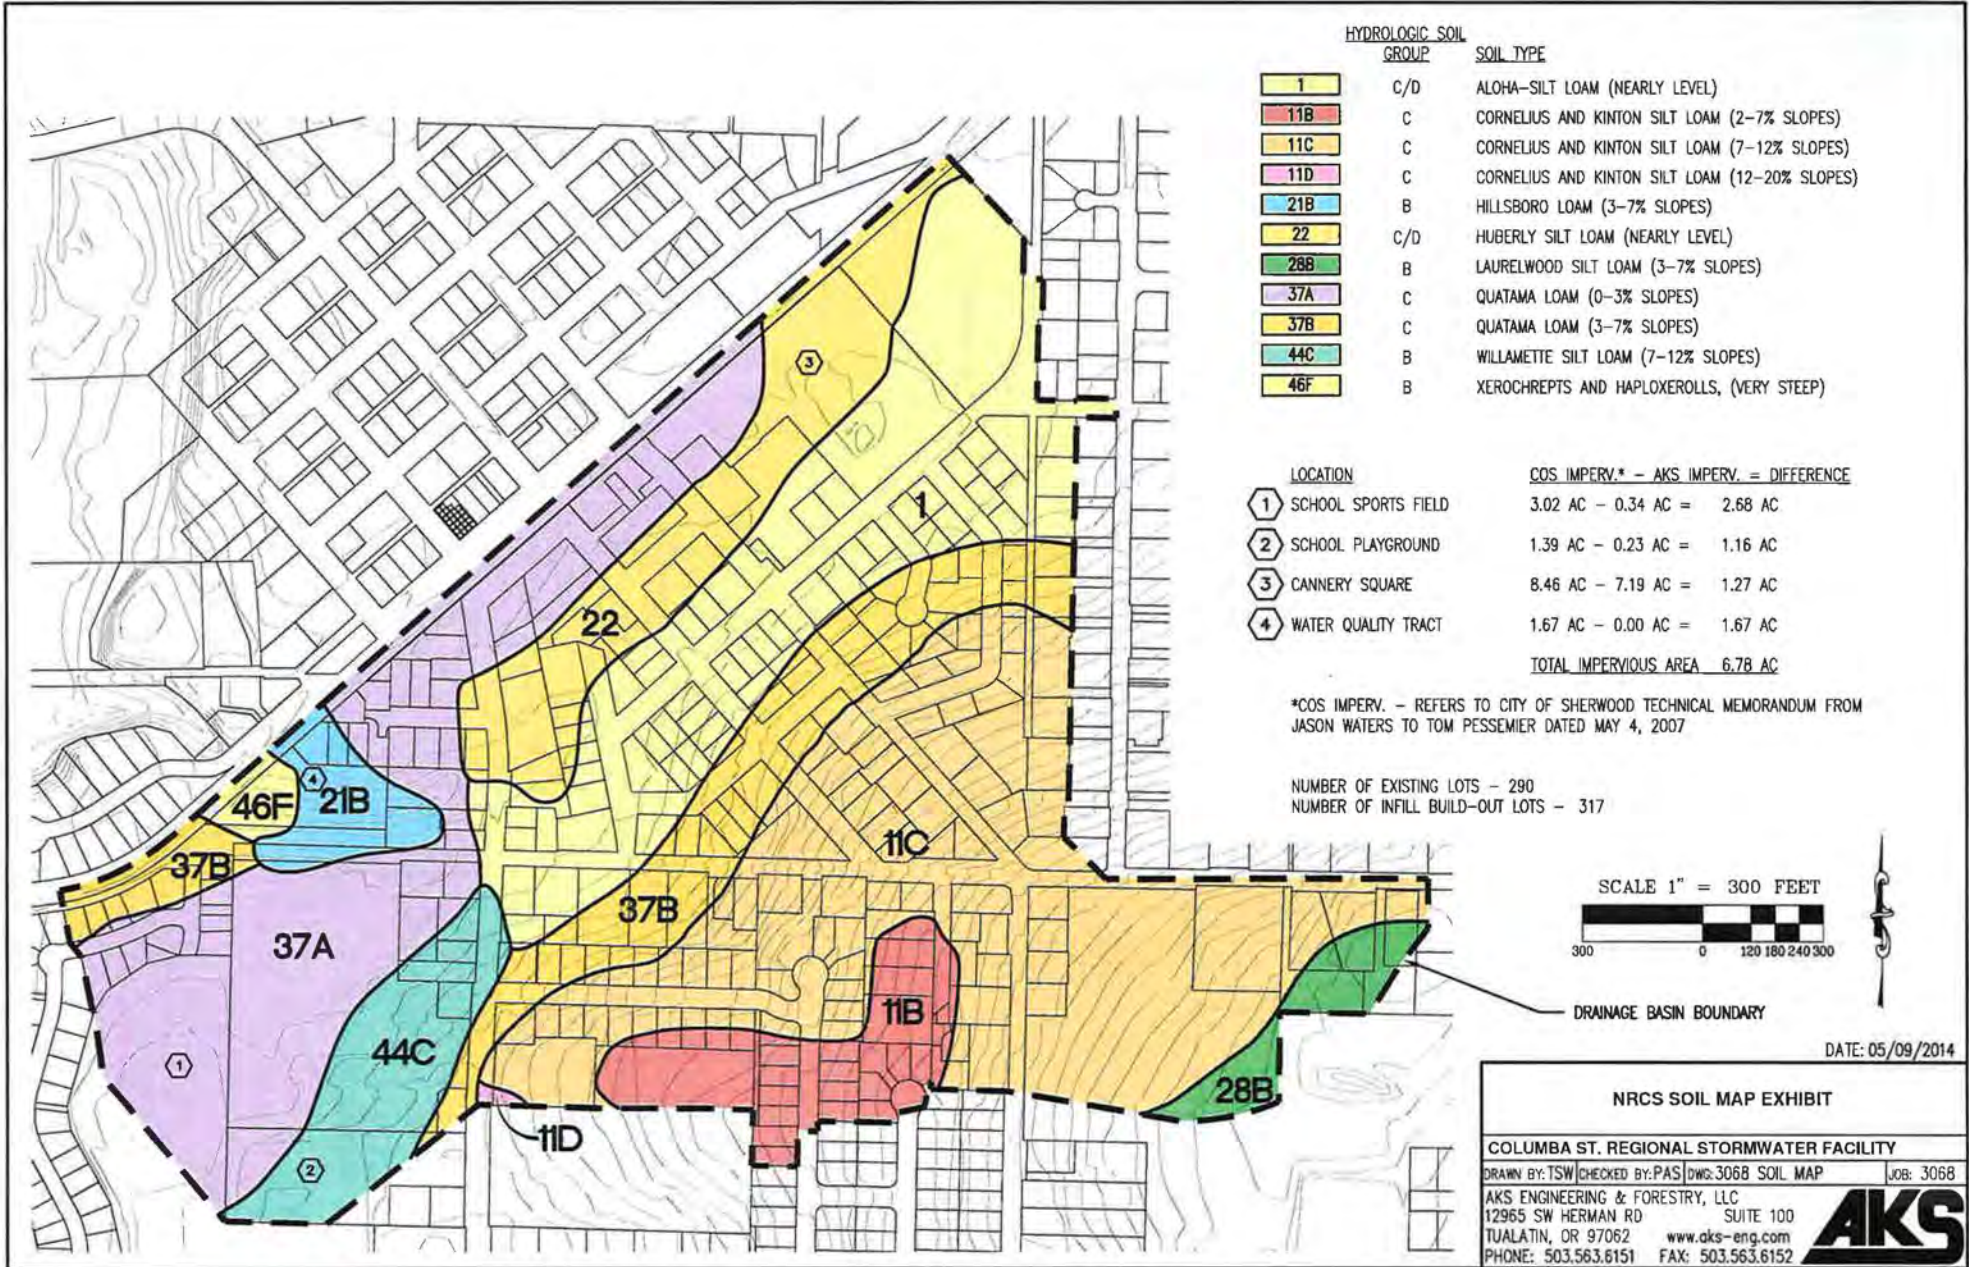 HYDROLOGIC SOIL
GROUP SOIL TYPE
1 C/D ALOHA-SILT LOAM (NEARLY LEVEL)
11B C CORNELIUS AND KINTON SILT LOAM (2-7% SLOPES)
11C C CORNELIUS AND KINTON SILT LOAM (7-12% SLOPES)
11D C CORNELIUS AND KINTON SILT LOAM (12-20% SLOPES)
21B B HILLSBORO LOAM (3-7% SLOPES)
22 C/D HUBERLY SILT LOAM (NEARLY LEVEL)
28B B LAURELWOOD SILT LOAM (3-7% SLOPES)
37A C QUATAMA LOAM (0-3% SLOPES)
37B C QUATAMA LOAM (3-7% SLOPES)
44C B WILLAMETTE SILT LOAM (7-12% SLOPES)
46F B XEROCHREPTS AND HAPLOXEROLLS, (VERY STEEP)
LOCATION COS IMPERV.* - AKS IMPERV. = DIFFERENCE
1 SCHOOL SPORTS FIELD 3.02 AC - 0.34 AC = 2.68 AC
2 SCHOOL PLAYGROUND 1.39 AC - 0.23 AC = 1.16 AC
3 CANNERY SQUARE 8.46 AC - 7.19 AC = 1.27 AC
4 WATER QUALITY TRACT 1.67 AC - 0.00 AC = 1.67 AC
TOTAL IMPERVIOUS AREA 6.78 AC
*COS IMPERV. - REFERS TO CITY OF SHERWOOD TECHNICAL MEMORANDUM FROM
JASON WATERS TO TOM PESSEMIER DATED MAY 4, 2007
NUMBER OF EXISTING LOTS - 290
NUMBER OF INFILL BUILD-OUT LOTS - 317
3
1
22
4
46F
21B
37B
11C
37B
37A
11B
44C
1
28B
11D
2
SCALE 1" = 300 FEET
300 0 120 180 240 300
DRAINAGE BASIN BOUNDARY
DATE: 05/09/2014
NRCS SOIL MAP EXHIBIT
COLUMBA ST. REGIONAL STORMWATER FACILITY
DRAWN BY: TSW CHECKED BY: PAS DWG: 3068 SOIL MAP JOB: 3068
AKS ENGINEERING & FORESTRY, LLC
12965 SW HERMAN RD SUITE 100
TUALATIN, OR 97062 www.aks-eng.com
PHONE: 503.563.6151 FAX: 503.563.6152
AKS